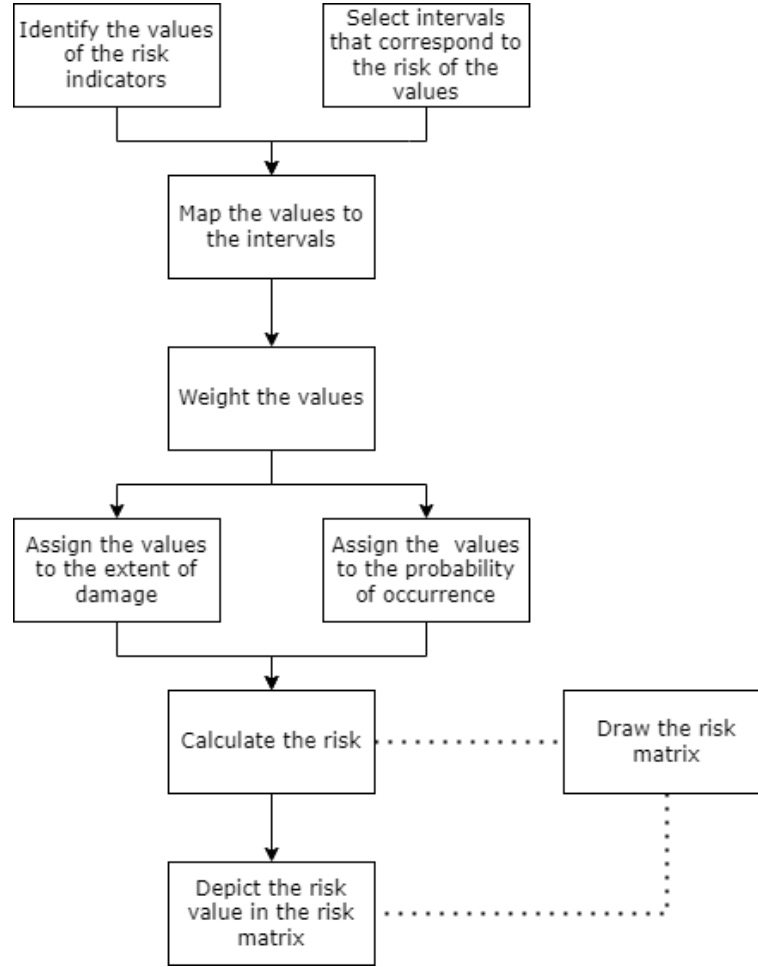 Identify the values
of the risk
indicators
Select intervals
that correspond to
the risk of the
values
Map the values to
the intervals
Weight the values
Assign the values
to the extent of
damage
Assign the  values
to the probability
of occurrence
Calculate the risk
Draw the risk
matrix
Depict the risk
value in the risk
matrix